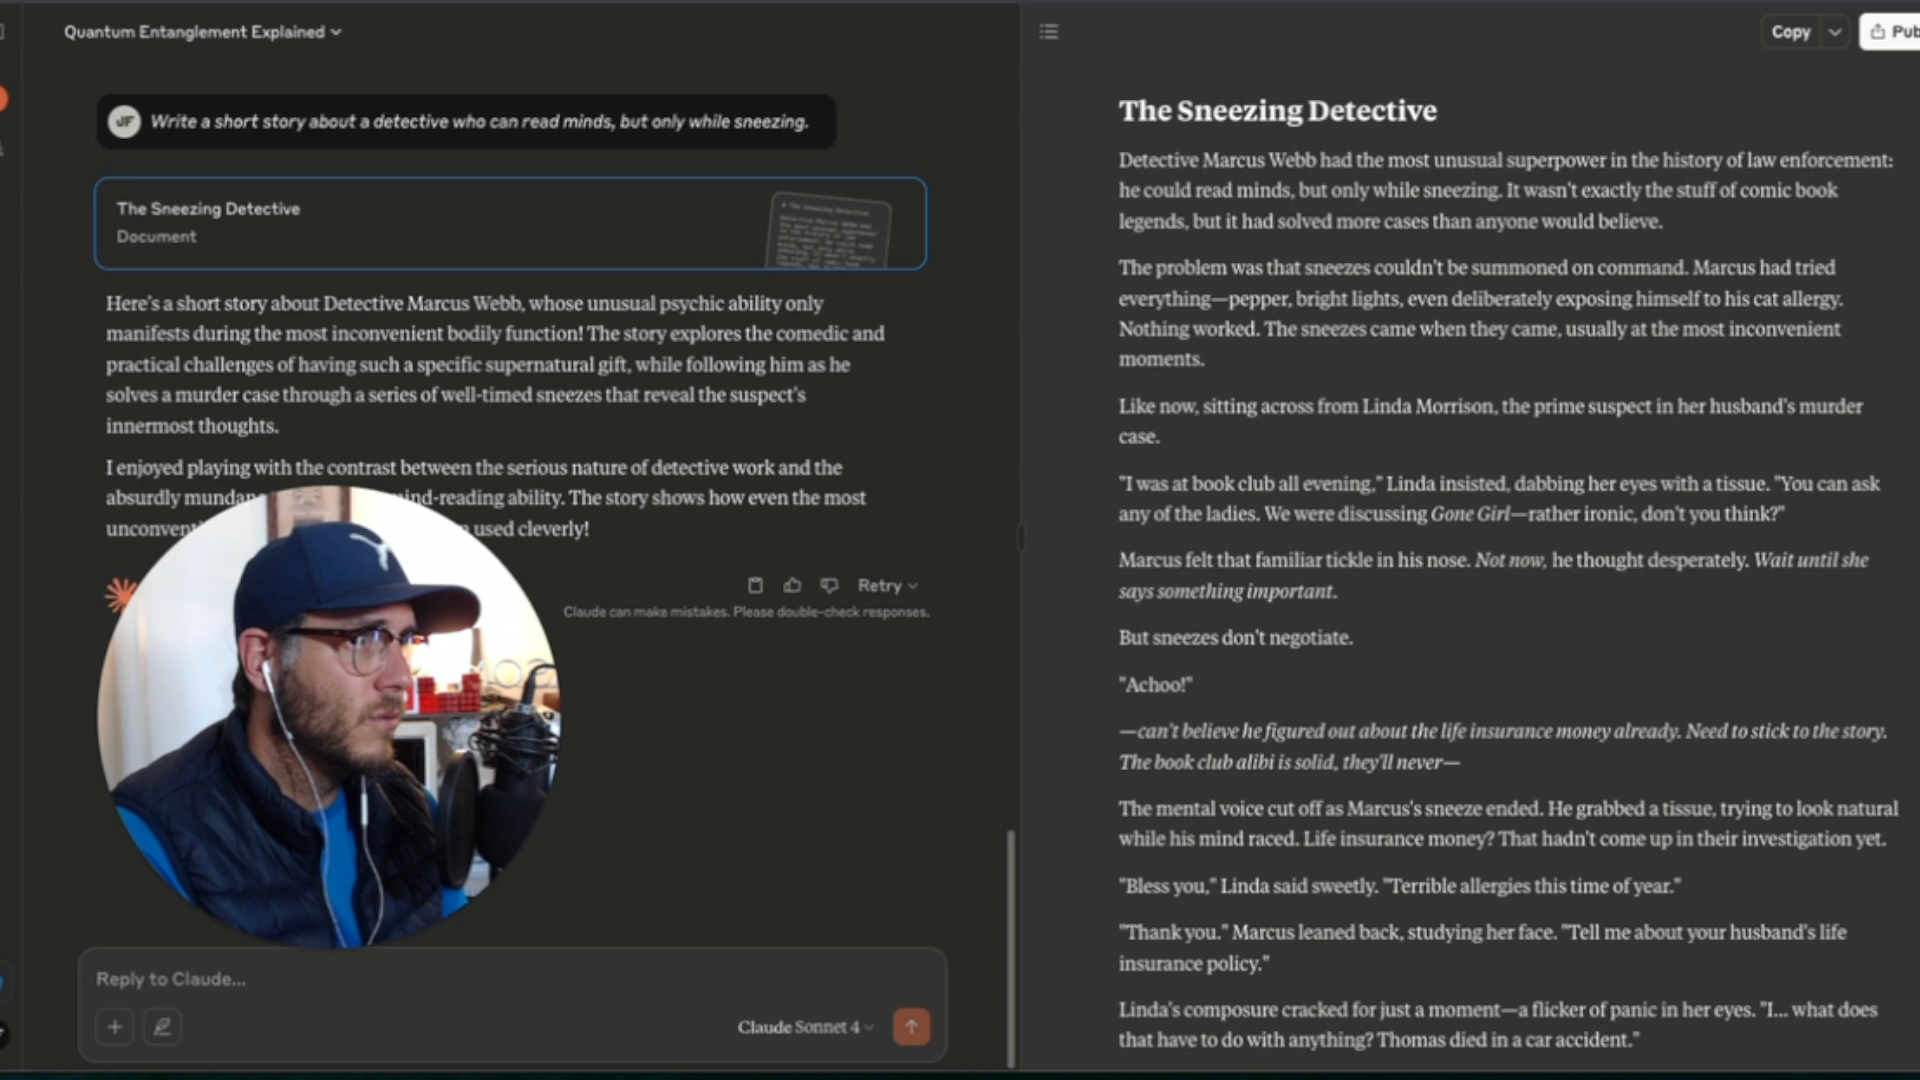 Quantum Entanglement Explained
JF Write a short story about a detective who can read minds, but only while sneezing.
The Sneezing Detective
Document
Here's a short story about Detective Marcus Webb, whose unusual psychic ability only
manifests during the most inconvenient bodily function! The story explores the comedic and
practical challenges of having such a specific supernatural gift, while following him as he
solves a murder case through a series of well-timed sneezes that reveal the suspect's
innermost thoughts.
I enjoyed playing with the contrast between the serious nature of detective work and the
absurdly mundan ind-reading ability. The story shows how even the most
unconvent used cleverly!
Retry
Claude can make mistakes. Please double-check responses.
Reply to Claude...
Claude Sonnet 4
Copy
Pub
The Sneezing Detective
Detective Marcus Webb had the most unusual superpower in the history of law enforcement:
he could read minds, but only while sneezing. It wasn't exactly the stuff of comic book
legends, but it had solved more cases than anyone would believe.
The problem was that sneezes couldn't be summoned on command. Marcus had tried
everything—pepper, bright lights, even deliberately exposing himself to his cat allergy.
Nothing worked. The sneezes came when they came, usually at the most inconvenient
moments.
Like now, sitting across from Linda Morrison, the prime suspect in her husband's murder
case.
"I was at book club all evening," Linda insisted, dabbing her eyes with a tissue. "You can ask
any of the ladies. We were discussing Gone Girl—rather ironic, don't you think?"
Marcus felt that familiar tickle in his nose. Not now, he thought desperately. Wait until she
says something important.
But sneezes don't negotiate.
"Achoo!"
—can't believe he figured out about the life insurance money already. Need to stick to the story.
The book club alibi is solid, they'll never—
The mental voice cut off as Marcus's sneeze ended. He grabbed a tissue, trying to look natural
while his mind raced. Life insurance money? That hadn't come up in their investigation yet.
"Bless you," Linda said sweetly. "Terrible allergies this time of year."
"Thank you." Marcus leaned back, studying her face. "Tell me about your husband's life
insurance policy."
Linda's composure cracked for just a moment—a flicker of panic in her eyes. "I... what does
that have to do with anything? Thomas died in a car accident."